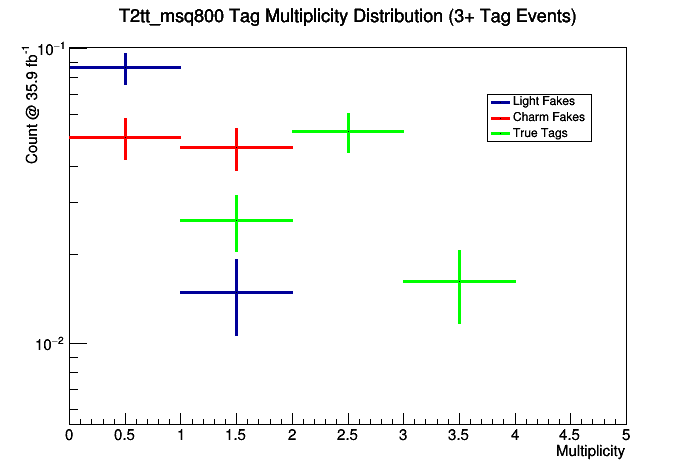 T2tt_msq800 Tag Multiplicity Distribution (3+ Tag Events)
Count @ 35.9 fb⁻¹
10⁻¹
10⁻²
Light Fakes
Charm Fakes
True Tags
0 0.5 1 1.5 2 2.5 3 3.5 4 4.5 5
Multiplicity